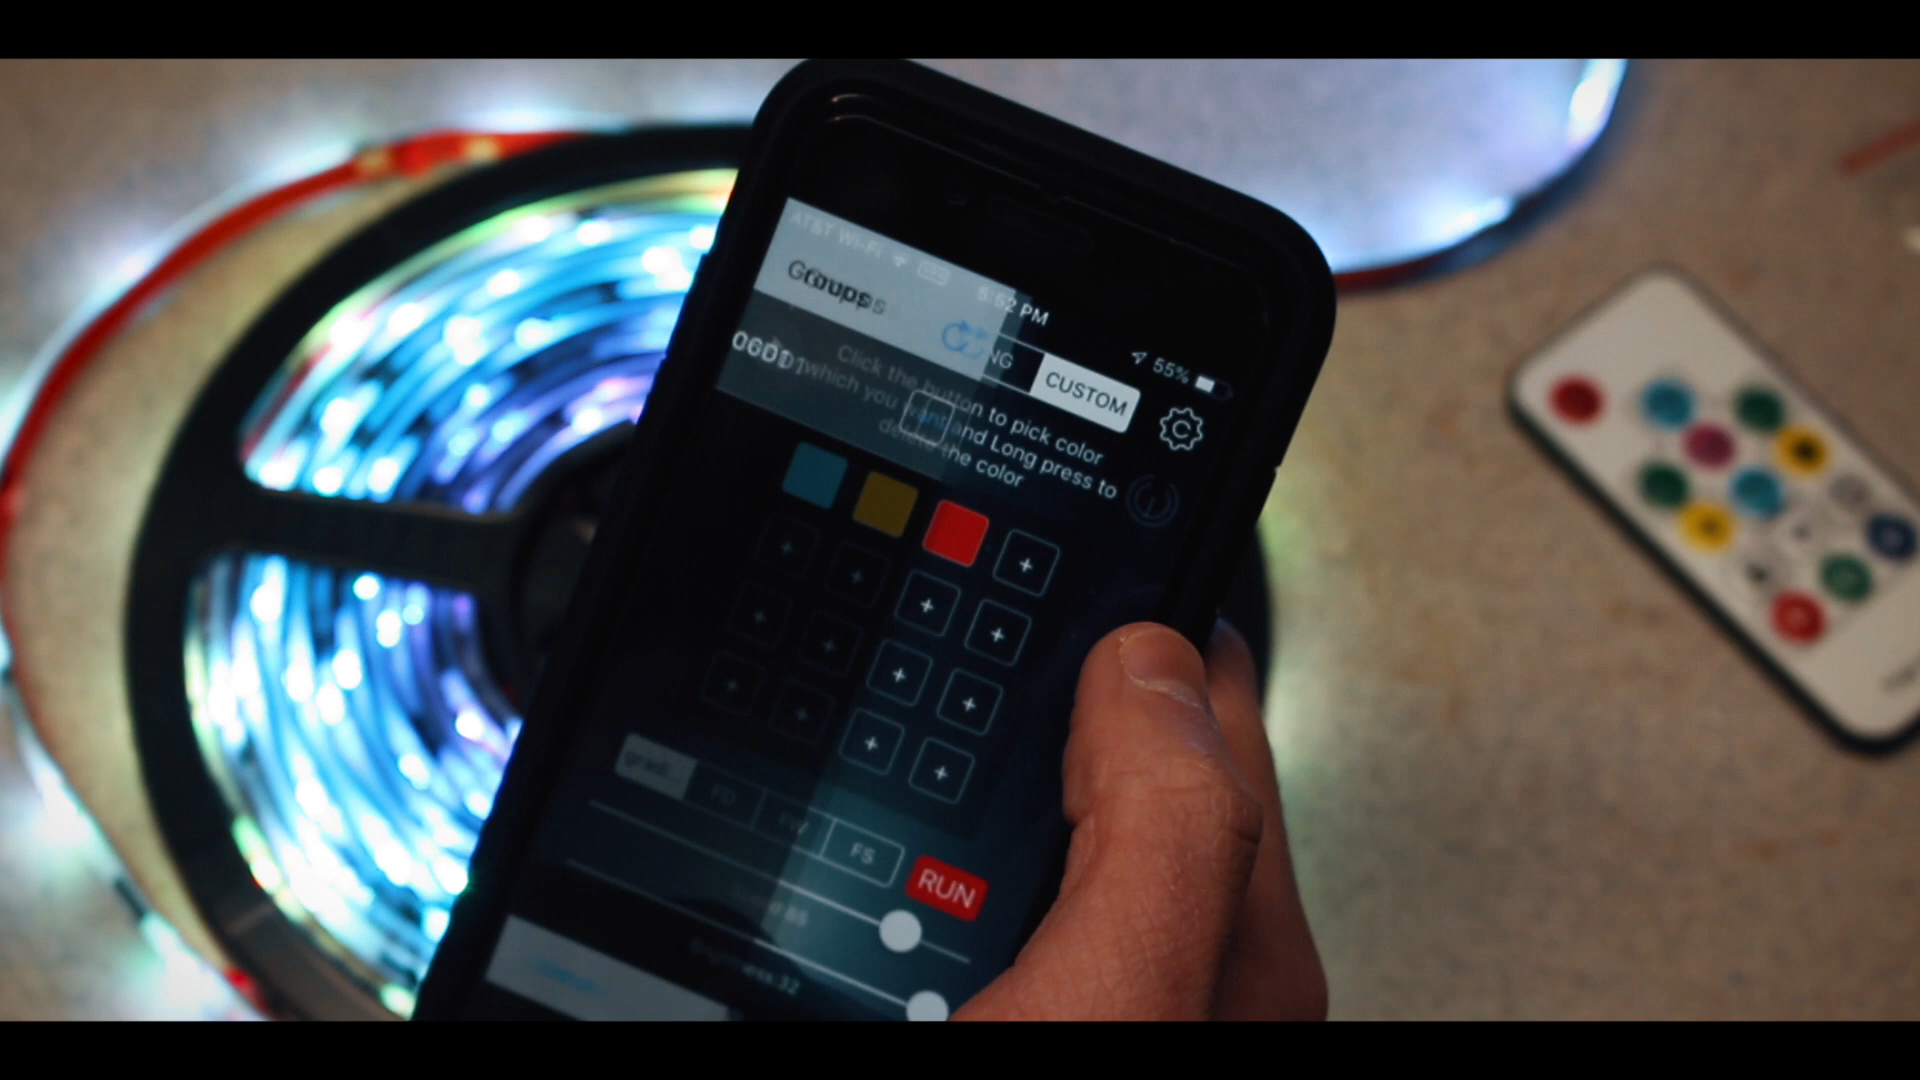 AT&T Wi-Fi
5:52 PM
55%
Groups
NG
CUSTOM
Click the button to pick color
which you want and Long press to
delete the color
FS
RUN